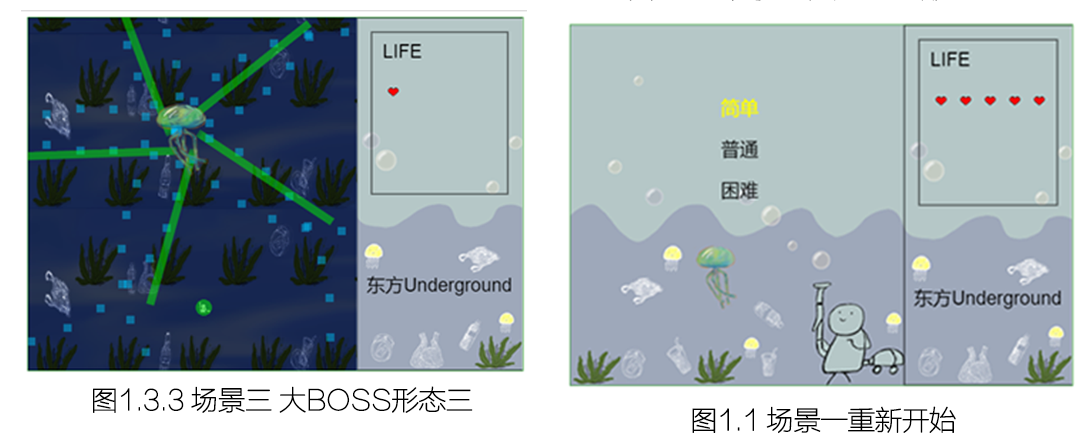 LIFE
东方Underground
图1.3.3 场景三 大BOSS形态三
LIFE
简单
普通
困难
东方Underground
图1.1 场景一重新开始